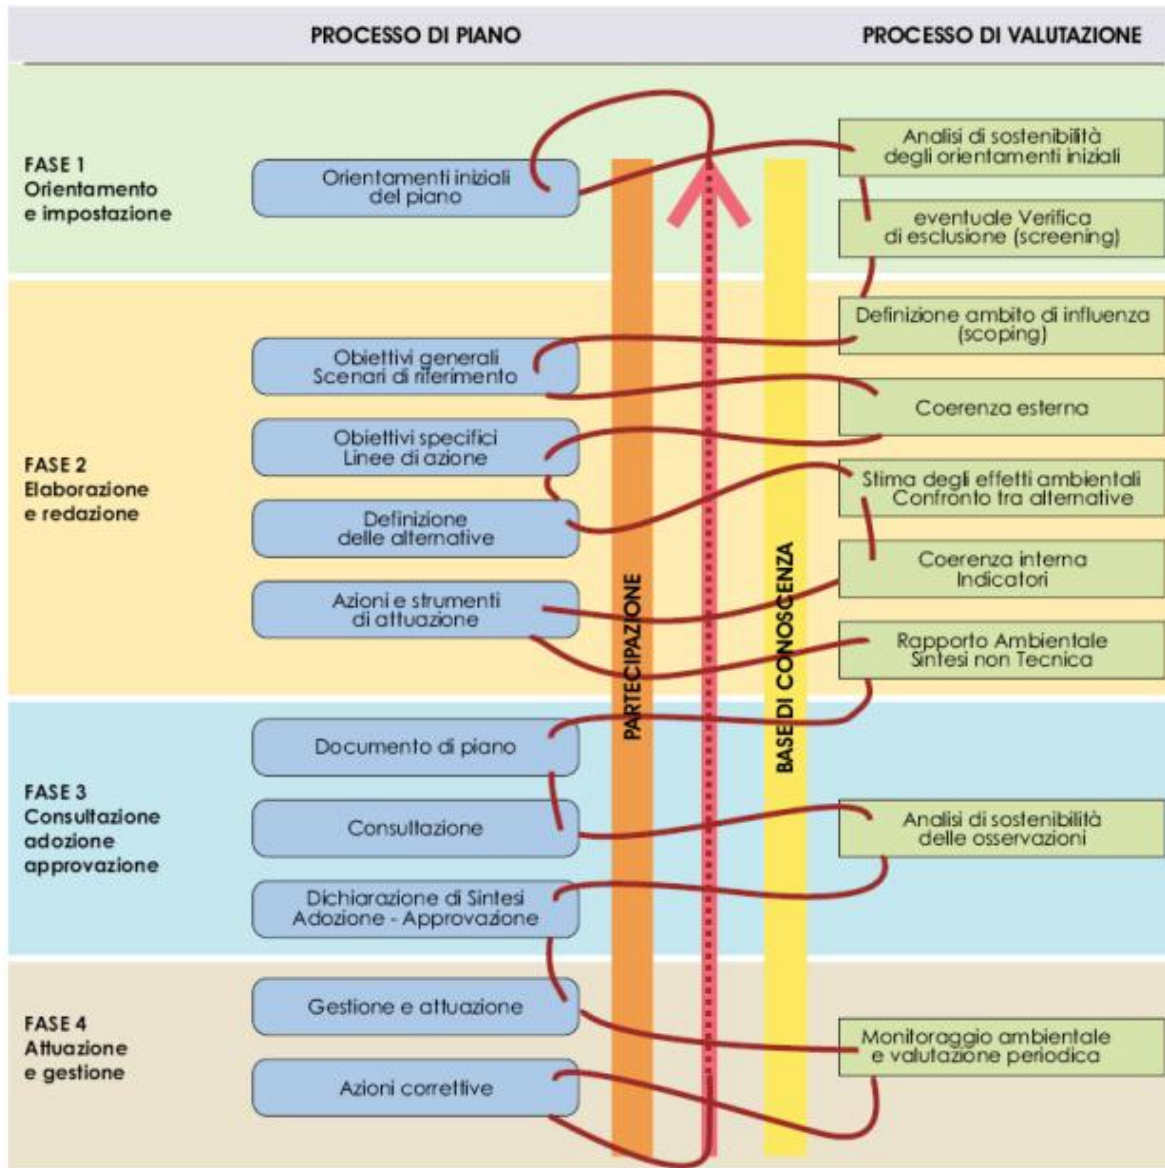 PROCESSO DI PIANO
PROCESSO DI VALUTAZIONE
FASE 1
Orientamento
e impostazione
Orientamenti iniziali
del piano
Analisi di sostenibilità
degli orientamenti iniziali
eventuale Verifica
di esclusione (screening)
FASE 2
Elaborazione
e redazione
Obiettivi generali
Scenari di riferimento
Obiettivi specifici
Linee di azione
Definizione
delle alternative
Azioni e strumenti
di attuazione
Definizione ambito di influenza
(scoping)
Coerenza esterna
Stima degli effetti ambientali
Confronto tra alternative
Coerenza interna
Indicatori
Rapporto Ambientale
Sintesi non Tecnica
PARTECIPAZIONE
BASE DI CONOSCENZA
FASE 3
Consultazione
adozione
approvazione
Documento di piano
Consultazione
Dichiarazione di Sintesi
Adozione - Approvazione
Analisi di sostenibilità
delle osservazioni
FASE 4
Attuazione
e gestione
Gestione e attuazione
Azioni correttive
Monitoraggio ambientale
e valutazione periodica